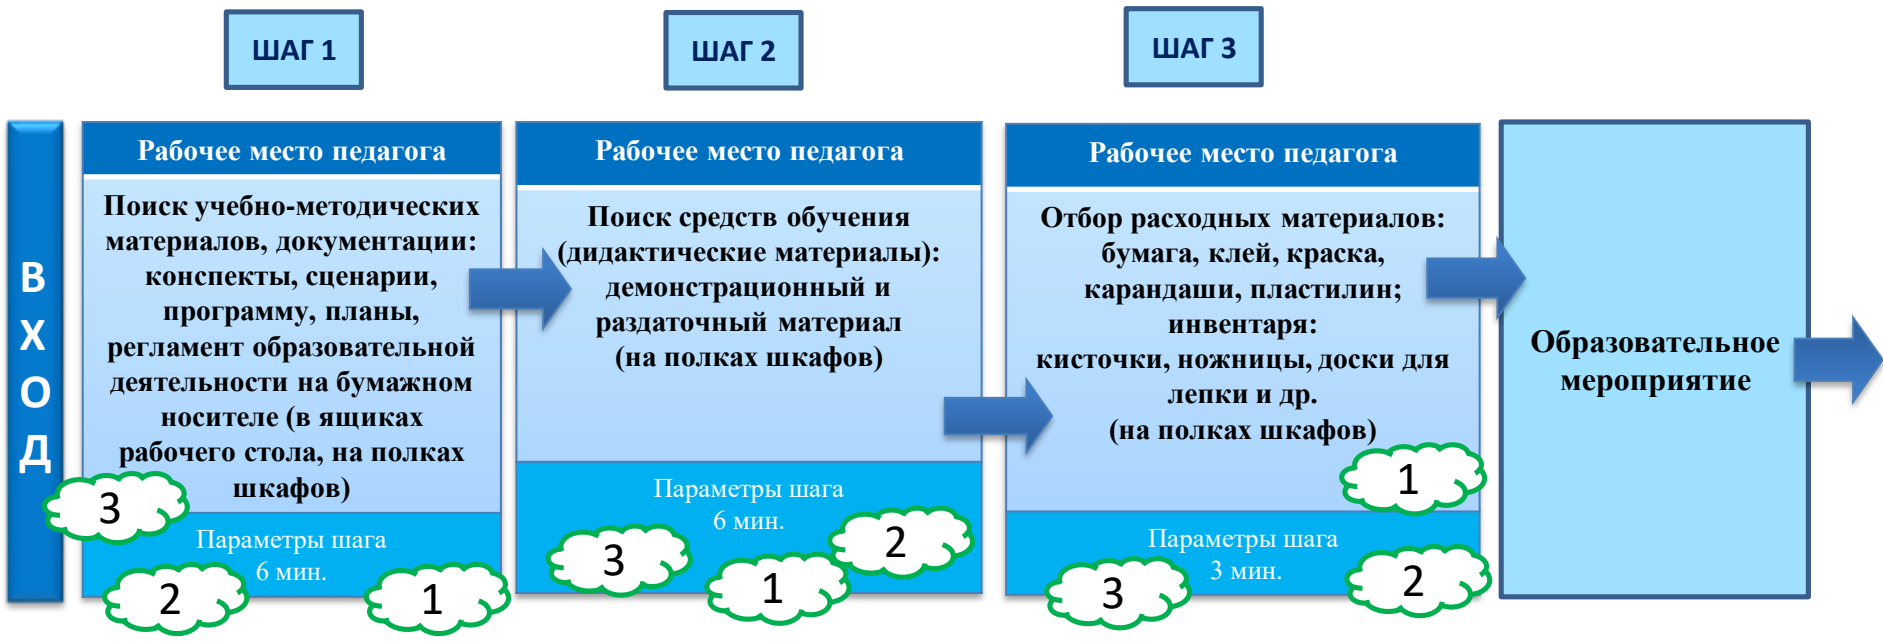 ШАГ 1
ШАГ 2
ШАГ 3
В
Х
О
Д
Рабочее место педагога
Поиск учебно-методических
материалов, документации:
конспекты, сценарии,
программу, планы,
регламент образовательной
деятельности на бумажном
носителе (в ящиках
рабочего стола, на полках
шкафов)
3
Параметры шага
6 мин.
2
1
Рабочее место педагога
Поиск средств обучения
(дидактические материалы):
демонстрационный и
раздаточный материал
(на полках шкафов)
Параметры шага
6 мин.
3
1
2
Рабочее место педагога
Отбор расходных материалов:
бумага, клей, краска,
карандаши, пластилин;
инвентаря:
кисточки, ножницы, доски для
лепки и др.
(на полках шкафов)
1
Параметры шага
3 мин.
3
2
Образовательное
мероприятие